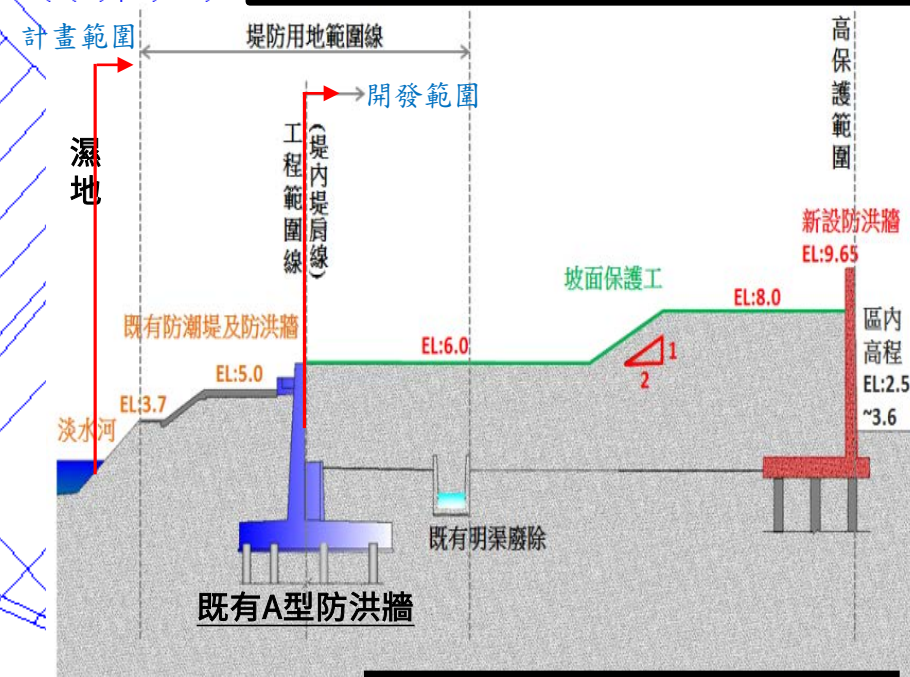 計畫範圍
堤防用地範圍線
高保護範圍
開發範圍
濕地
工程範圍線
(堤內堤肩線)
新設防洪牆
EL:9.65
坡面保護工
EL:8.0
既有防潮堤及防洪牆
EL:6.0
1
2
區內
高程
EL:2.5
~3.6
EL:5.0
EL:3.7
淡水河
既有明渠廢除
既有A型防洪牆